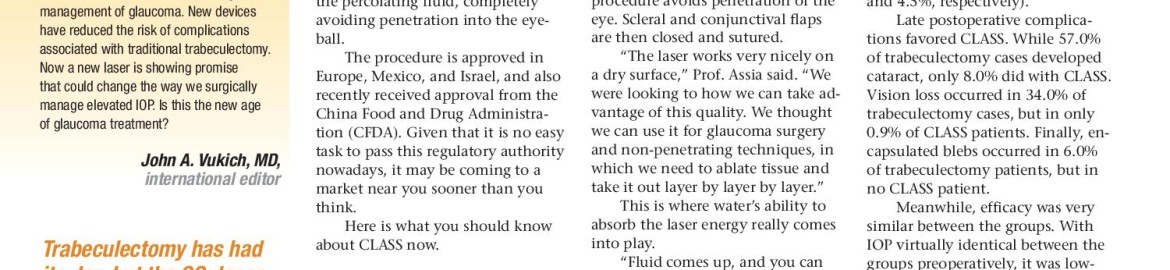 management of glaucoma. New devices
have reduced the risk of complications
associated with traditional trabeculectomy.
Now a new laser is showing promise
that could change the way we surgically
manage elevated IOP. Is this the new age
of glaucoma treatment?
John A. Vukich, MD,
international editor
Trabeculectomy has had
the percolating fluid, completely
avoiding penetration into the eye-
ball.
The procedure is approved in
Europe, Mexico, and Israel, and also
recently received approval from the
China Food and Drug Administra-
tion (CFDA). Given that it is no easy
task to pass this regulatory authority
nowadays, it may be coming to a
market near you sooner than you
think.
Here is what you should know
about CLASS now.
procedure avoids penetration of the
eye. Scleral and conjunctival flaps
are then closed and sutured.
“The laser works very nicely on
a dry surface,” Prof. Assia said. “We
were looking to how we can take ad-
vantage of this quality. We thought
we can use it for glaucoma surgery
and non-penetrating techniques, in
which we need to ablate tissue and
take it out layer by layer by layer.”
This is where water’s ability to
absorb the laser energy really comes
into play.
“Fluid comes up, and you can
and 4.5%, respectively).
Late postoperative complica-
tions favored CLASS. While 57.0%
of trabeculectomy cases developed
cataract, only 8.0% did with CLASS.
Vision loss occurred in 34.0% of
trabeculectomy cases, but in only
0.9% of CLASS patients. Finally, en-
capsulated blebs occurred in 6.0%
of trabeculectomy patients, but in
no CLASS patient.
Meanwhile, efficacy was very
similar between the groups. With
IOP virtually identical between the
groups preoperatively, it was low-